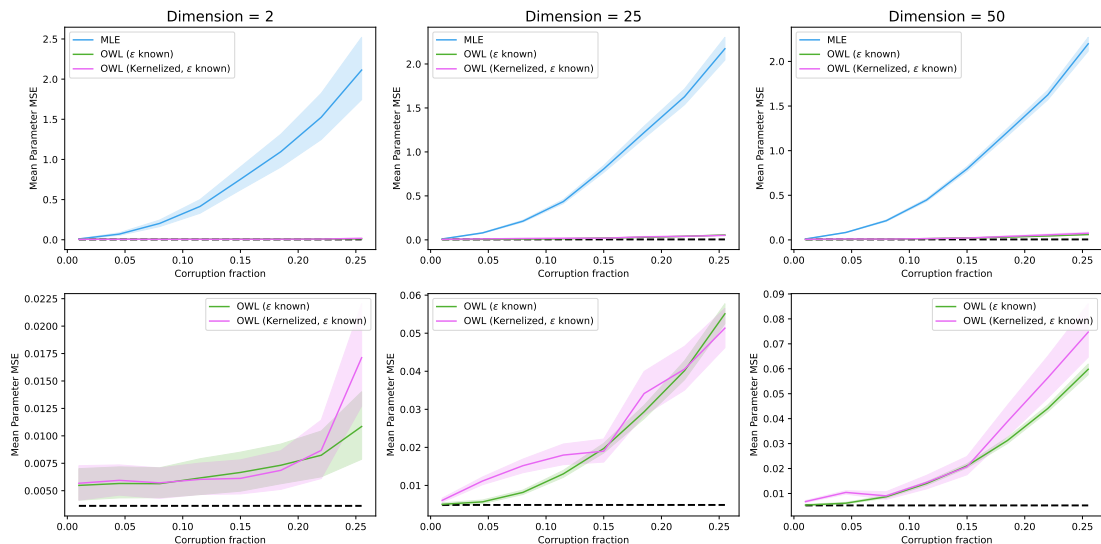 Dimension = 2
Mean Parameter MSE
2.5
2.0
1.5
1.0
0.5
0.0
MLE
OWL (ε known)
OWL (Kernelized, ε known)
0.00 0.05 0.10 0.15 0.20 0.25
Corruption fraction
Dimension = 25
Mean Parameter MSE
2.0
1.5
1.0
0.5
0.0
MLE
OWL (ε known)
OWL (Kernelized, ε known)
0.00 0.05 0.10 0.15 0.20 0.25
Corruption fraction
Dimension = 50
Mean Parameter MSE
2.0
1.5
1.0
0.5
0.0
MLE
OWL (ε known)
OWL (Kernelized, ε known)
0.00 0.05 0.10 0.15 0.20 0.25
Corruption fraction
Mean Parameter MSE
0.0225
0.0200
0.0175
0.0150
0.0125
0.0100
0.0075
0.0050
OWL (ε known)
OWL (Kernelized, ε known)
0.00 0.05 0.10 0.15 0.20 0.25
Corruption fraction
Mean Parameter MSE
0.06
0.05
0.04
0.03
0.02
0.01
OWL (ε known)
OWL (Kernelized, ε known)
0.00 0.05 0.10 0.15 0.20 0.25
Corruption fraction
Mean Parameter MSE
0.09
0.08
0.07
0.06
0.05
0.04
0.03
0.02
0.01
OWL (ε known)
OWL (Kernelized, ε known)
0.00 0.05 0.10 0.15 0.20 0.25
Corruption fraction